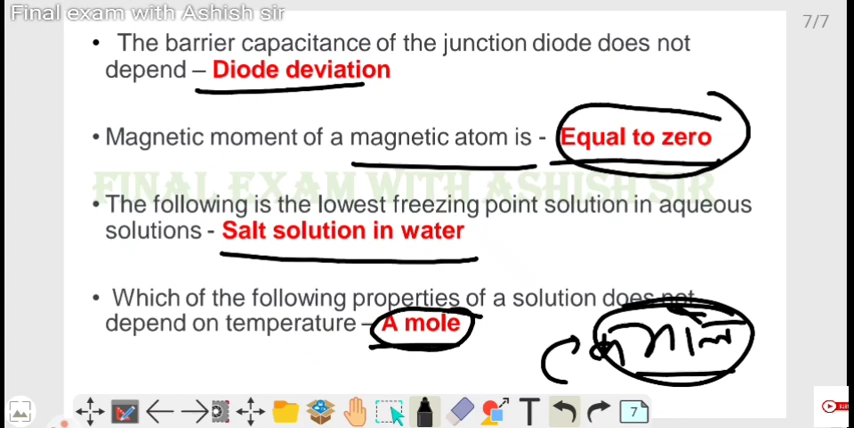 Final exam with Ashish sir
7/7
• The barrier capacitance of the junction diode does not
depend – Diode deviation
• Magnetic moment of a magnetic atom is - Equal to zero
FINAL EXAM WITH ASHISH SIR
• The following is the lowest freezing point solution in aqueous
solutions - Salt solution in water
• Which of the following properties of a solution does not
depend on temperature – A mole
7